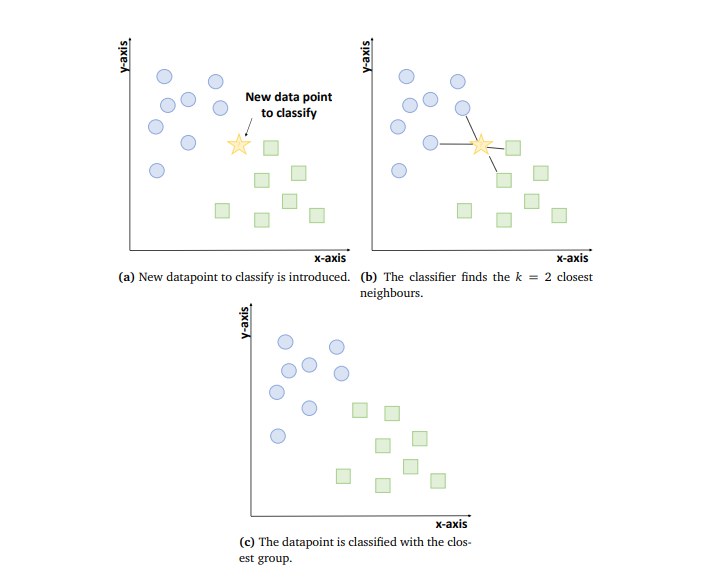 y-axis
New data point
to classify
x-axis
(a) New datapoint to classify is introduced.
y-axis
x-axis
(b) The classifier finds the k = 2 closest
neighbours.
y-axis
x-axis
(c) The datapoint is classified with the clos-
est group.